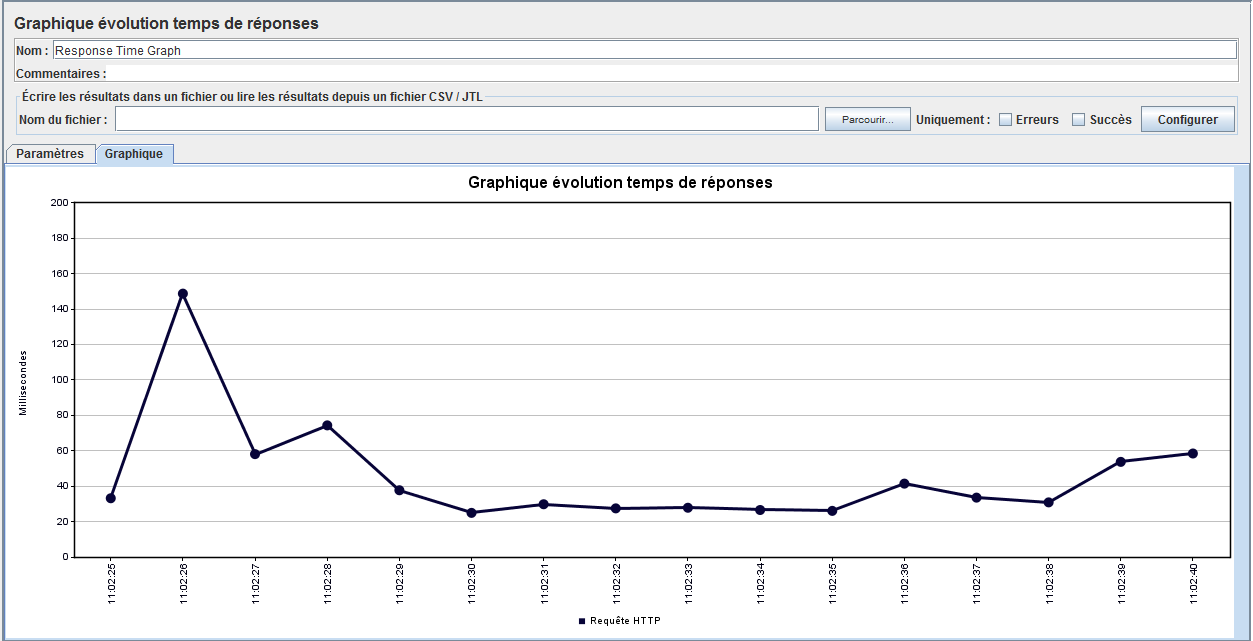 Graphique évolution temps de réponses
Nom : Response Time Graph
Commentaires :
Écrire les résultats dans un fichier ou lire les résultats depuis un fichier CSV / JTL
Nom du fichier : Parcourir... Uniquement : Erreurs Succès Configurer
Paramètres Graphique
Graphique évolution temps de réponses
200
180
160
140
120
100
80
60
40
20
0
Millisecondes
11:02:25 11:02:26 11:02:27 11:02:28 11:02:29 11:02:30 11:02:31 11:02:32 11:02:33 11:02:34 11:02:35 11:02:36 11:02:37 11:02:38 11:02:39 11:02:40
Requête HTTP